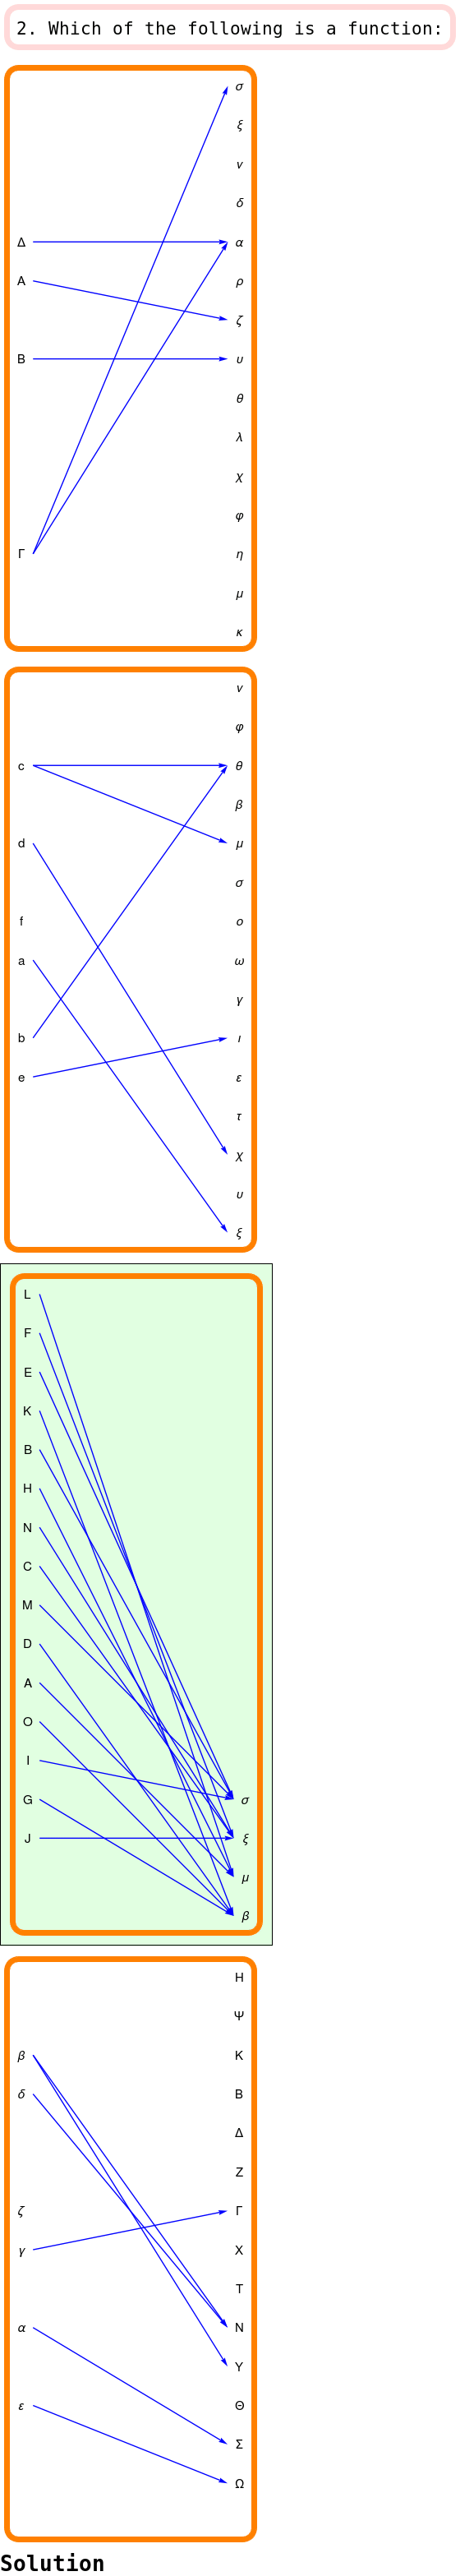 2. Which of the following is a function:
σ
ξ
ν
δ
Δ α
Α ρ
ζ
Β υ
θ
λ
χ
φ
Γ η
μ
κ
ν
φ
c θ
β
d μ
σ
f ο
a ω
γ
b ι
e ε
τ
χ
υ
ξ
L
F
E
K
B
H
N
C
M
D
A
O
I
G σ
J ξ
μ
β
Η
Ψ
β Κ
δ Β
Δ
Ζ
ζ Γ
γ Χ
Τ
α Ν
Υ
ε Θ
Σ
Ω
Solution